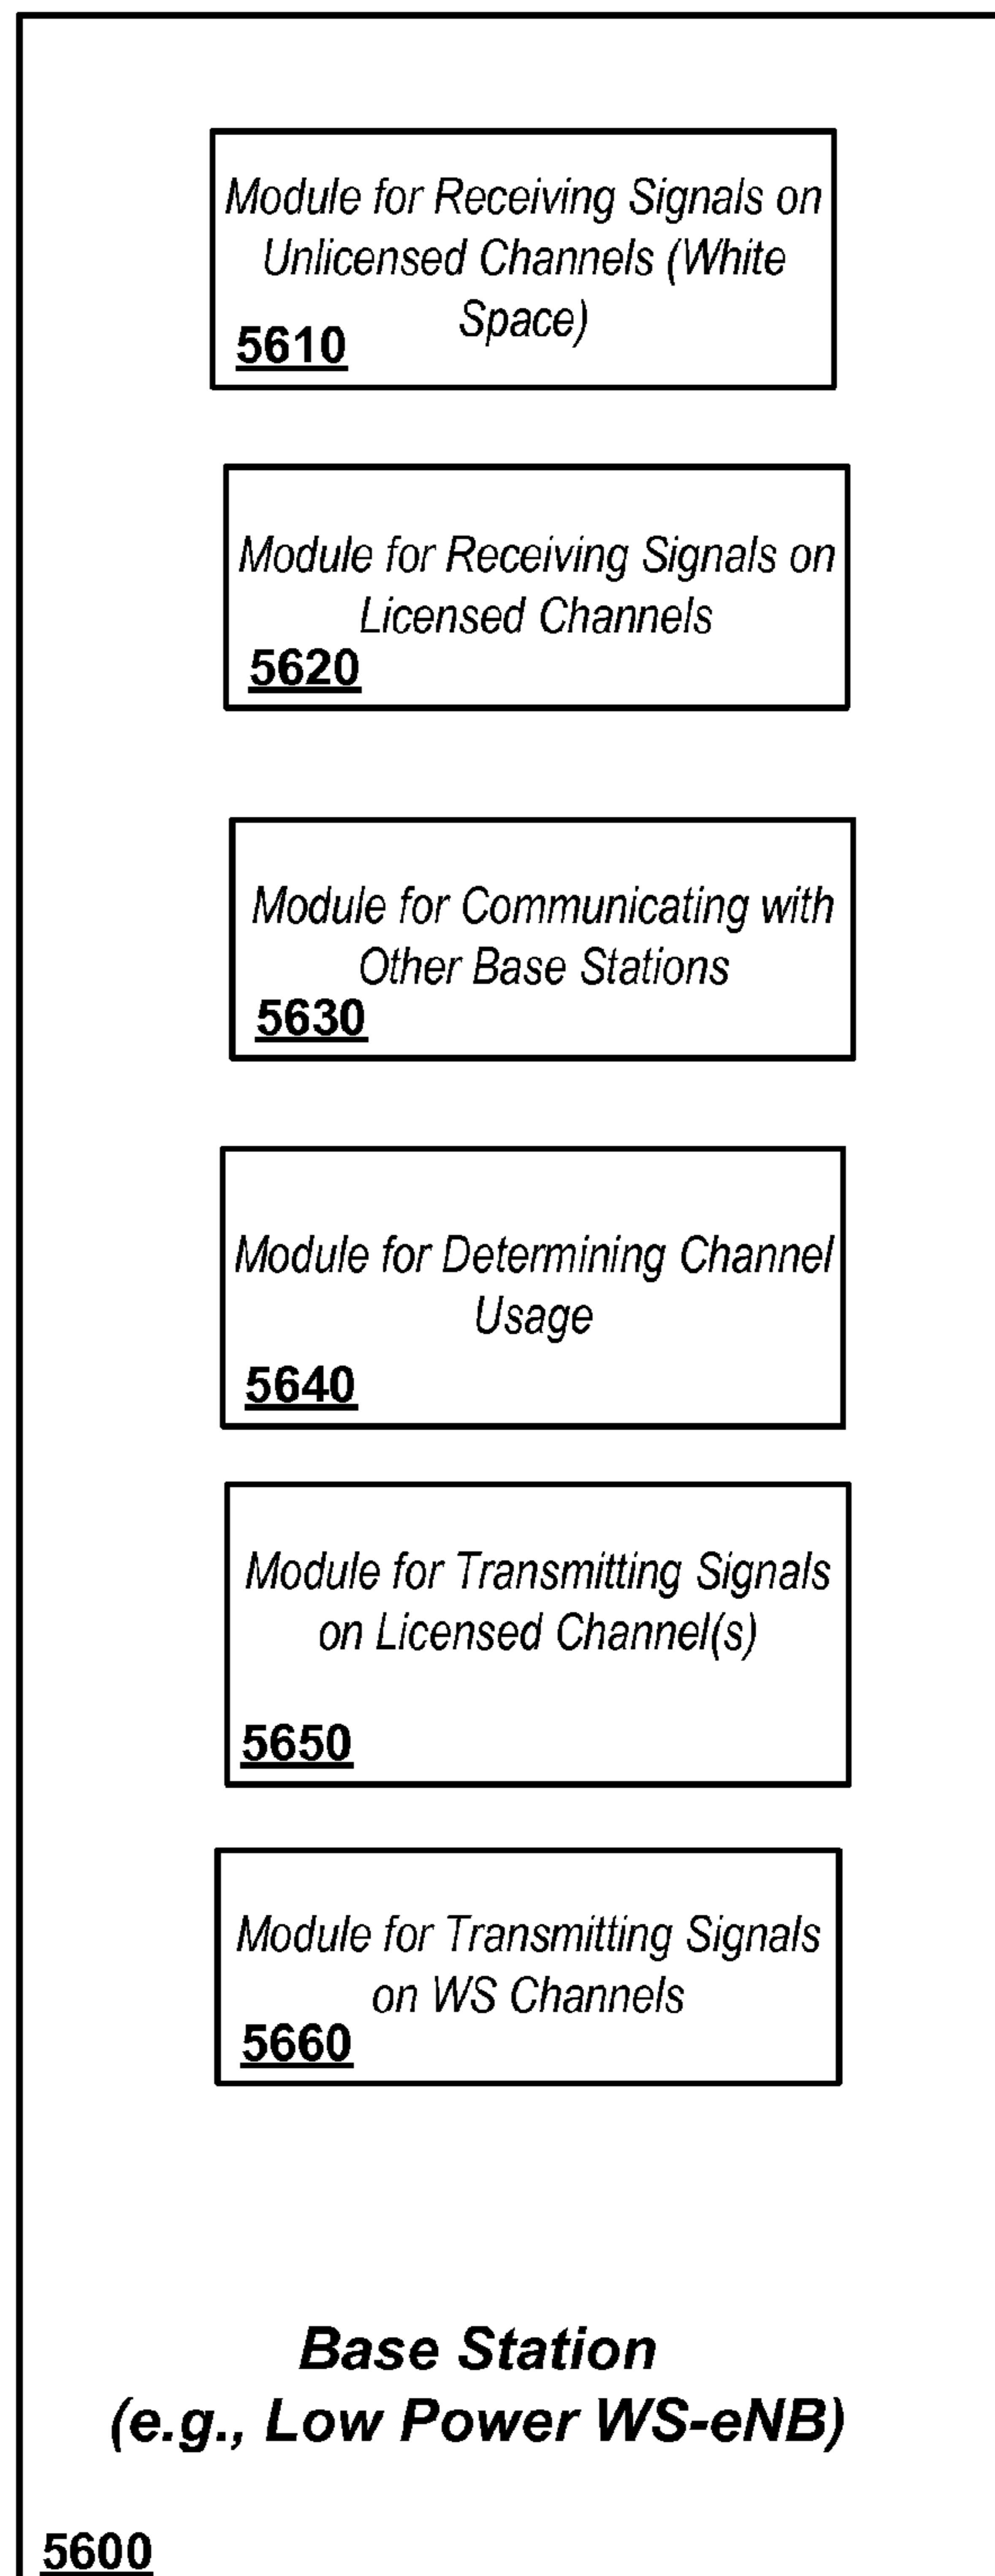 Module for Receiving Signals on
Unlicensed Channels (White
Space)
5610
Module for Receiving Signals on
Licensed Channels
5620
Module for Communicating with
Other Base Stations
5630
Module for Determining Channel
Usage
5640
Module for Transmitting Signals
on Licensed Channel(s)
5650
Module for Transmitting Signals
on WS Channels
5660
Base Station
(e.g., Low Power WS-eNB)
5600